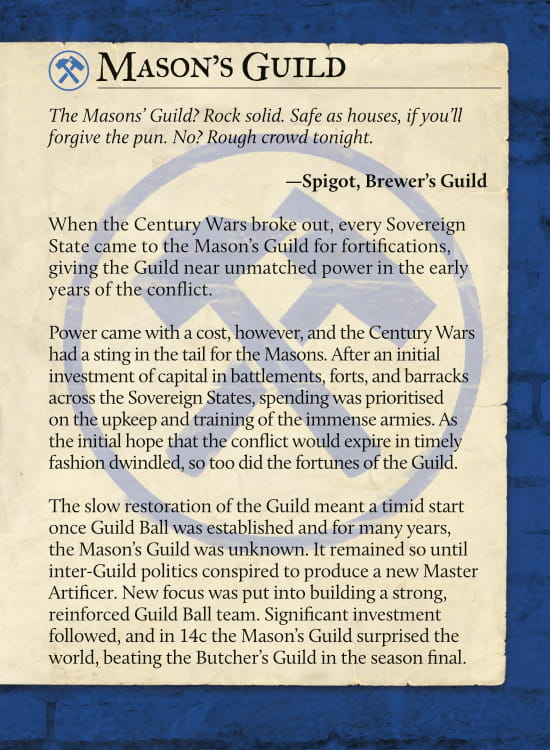 Mason's Guild
The Masons' Guild? Rock solid. Safe as houses, if you'll
forgive the pun. No? Rough crowd tonight.
—Spigot, Brewer's Guild
When the Century Wars broke out, every Sovereign
State came to the Mason's Guild for fortifications,
giving the Guild near unmatched power in the early
years of the conflict.
Power came with a cost, however, and the Century Wars
had a sting in the tail for the Masons. After an initial
investment of capital in battlements, forts, and barracks
across the Sovereign States, spending was prioritised
on the upkeep and training of the immense armies. As
the initial hope that the conflict would expire in timely
fashion dwindled, so too did the fortunes of the Guild.
The slow restoration of the Guild meant a timid start
once Guild Ball was established and for many years,
the Mason's Guild was unknown. It remained so until
inter-Guild politics conspired to produce a new Master
Artificer. New focus was put into building a strong,
reinforced Guild Ball team. Significant investment
followed, and in 14c the Mason's Guild surprised the
world, beating the Butcher's Guild in the season final.